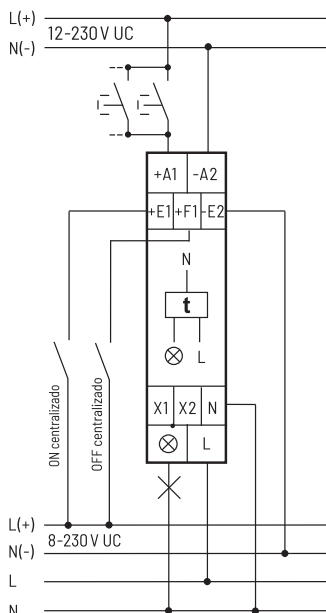 L(+)
12-230 V UC
N(-)
+A1 -A2
+E1 +F1 -E2
N
t
L
ON centralizado
OFF centralizado
X1 X2 N
L
L(+)
8-230 V UC
N(-)
L
N